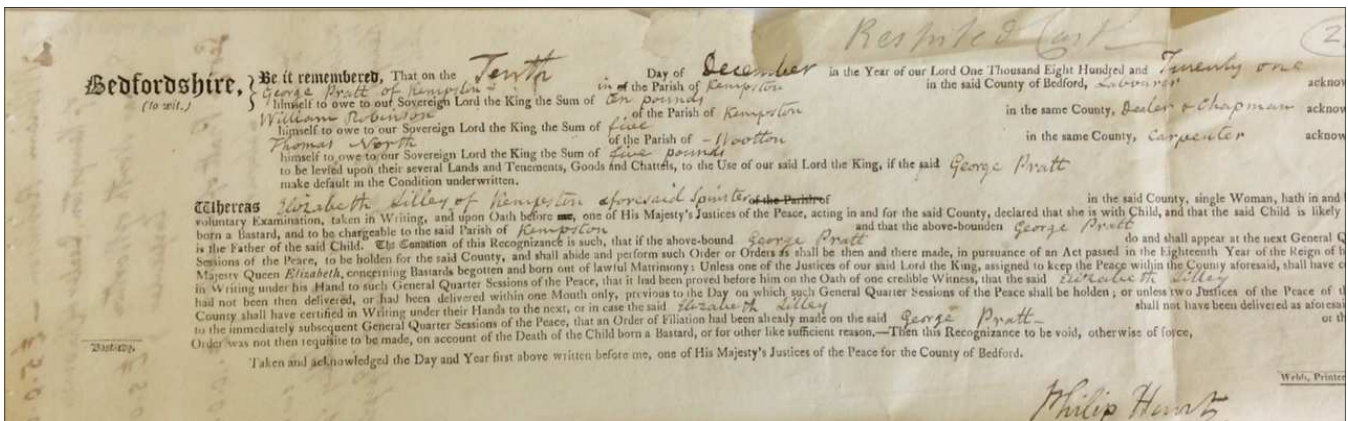 Respited Cart
2
Bedfordshire,
(to wit.)
Be it remembered, That on the Tenth Day of December in the Year of our Lord One Thousand Eight Hundred and Twenty one
George Pratt of Kempston in of the Parish of Kempston in the said County of Bedford, Labourer acknow
himself to owe to our Sovereign Lord the King the Sum of Ten pounds
William Robinson of the Parish of Kempston in the same County, Dealer & Chapman acknow
himself to owe to our Sovereign Lord the King the Sum of five
Thomas North of the Parish of Wootton in the same County, Carpenter acknow
himself to owe to our Sovereign Lord the King the Sum of five pounds
to be levied upon their several Lands and Tenements, Goods and Chattels, to the Use of our said Lord the King, if the said George Pratt
make default in the Condition underwritten.
Whereas Elizabeth Lilley of Kempston aforesaid Spinster of the Parish of in the said County, single Woman, hath in and
voluntary Examination, taken in Writing, and upon Oath before me, one of His Majesty's Justices of the Peace, acting in and for the said County, declared that she is with Child, and that the said Child is likely
born a Bastard, and to be chargeable to the said Parish of Kempston and that the above-bounden George Pratt
is the Father of the said Child. The Condition of this Recognizance is such, that if the above-bound George Pratt do and shall appear at the next General Q
Sessions of the Peace, to be holden for the said County, and shall abide and perform such Order or Orders as shall be then and there made, in pursuance of an Act passed in the Eighteenth Year of the Reign of h
Majesty Queen Elizabeth, concerning Bastards begotten and born out of lawful Matrimony: Unless one of the Justices of our said Lord the King, assigned to keep the Peace within the County aforesaid, shall have c
in Writing under his Hand to such General Quarter Sessions of the Peace, that it had been proved before him on the Oath of one credible Witness, that the said Elizabeth Lilley
had not been then delivered, or had been delivered within one Month only, previous to the Day on which such General Quarter Sessions of the Peace shall be holden; or unless two Justices of the Peace of t
County shall have certified in Writing under their Hands to the next, or in case the said Elizabeth Lilley shall not have been delivered as aforesai
to the immediately subsequent General Quarter Sessions of the Peace, that an Order of Filiation had been already made on the said George Pratt or th
Order was not then requisite to be made, on account of the Death of the Child born a Bastard, or for other like sufficient reason.—Then this Recognizance to be void, otherwise of force,
Bastardy.
Taken and acknowledged the Day and Year first above written before me, one of His Majesty's Justices of the Peace for the County of Bedford.
Webb, Printer
Philip Hunt